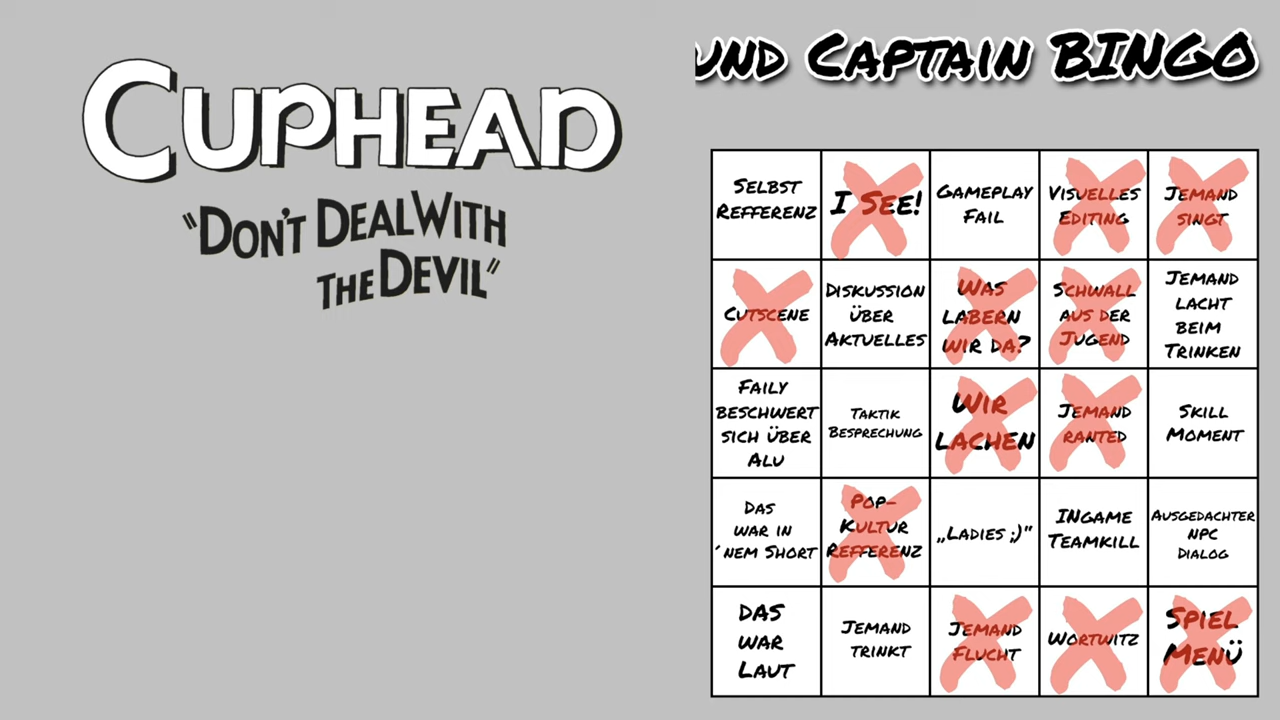 CUPHEAD
"DON'T DEAL WITH
THE DEVIL"
UND CAPTAIN BINGO
SELBST
REFFERENZ
I SEE!
GAMEPLAY
FAIL
VISUELLES
EDITING
JEMAND
SINGT
CUTSCENE
DISKUSSION
ÜBER
AKTUELLES
WAS
LABERN
WIR DA?
SCHWALL
AUS DER
JUGEND
JEMAND
LACHT
BEIM
TRINKEN
FAILY
BESCHWERT
SICH ÜBER
ALU
TAKTIK
BESPRECHUNG
WIR
LACHEN
JEMAND
RANTED
SKILL
MOMENT
DAS
WAR IN
´NEM SHORT
POP-
KULTUR
REFFERENZ
„LADIES ;)"
INGAME
TEAMKILL
AUSGEDACHTER
NPC
DIALOG
DAS
WAR
LAUT
JEMAND
TRINKT
JEMAND
FLUCHT
WORTWITZ
SPIEL
MENÜ